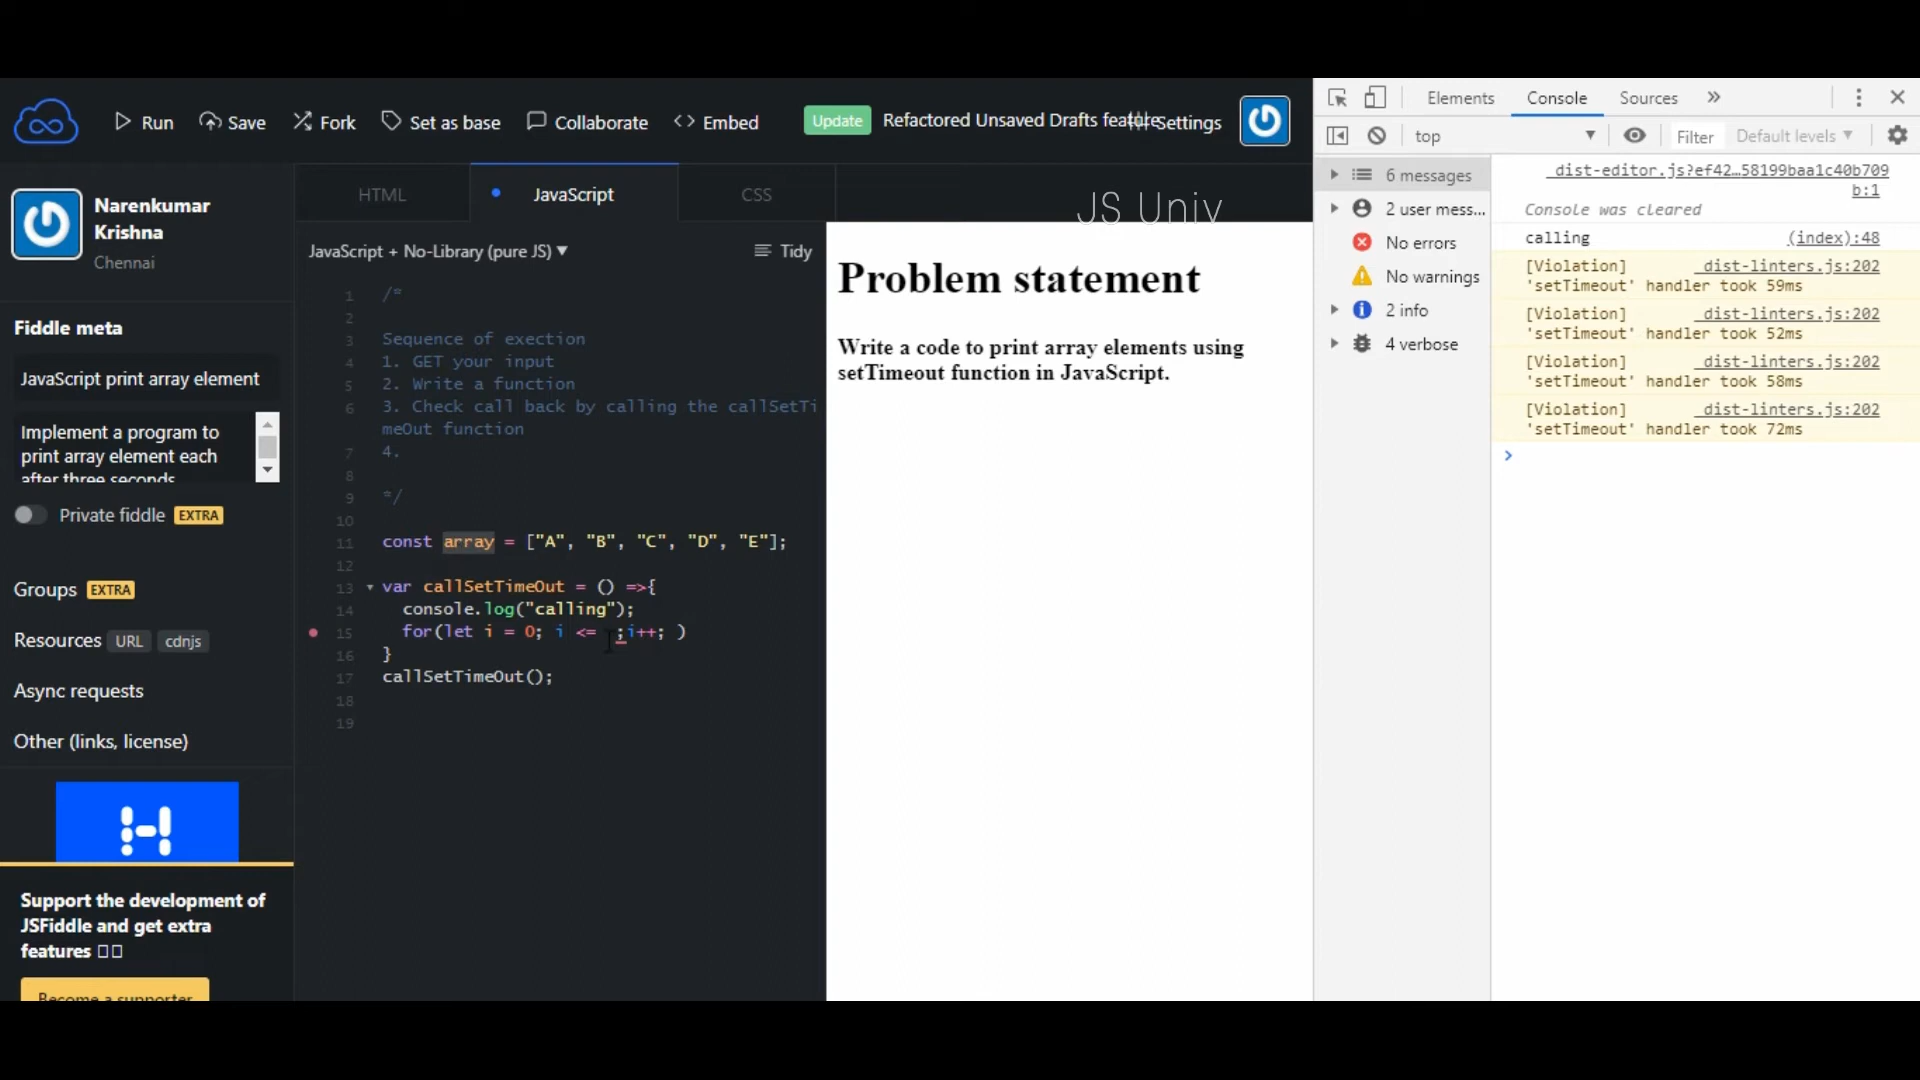 Run
Save
Fork
Set as base
Collaborate
Embed
Update
Refactored Unsaved Drafts feature
Settings
Narenkumar
Krishna
Chennai
Fiddle meta
JavaScript print array element
Implement a program to
print array element each
after three seconds
Private fiddle EXTRA
Groups EXTRA
Resources URL cdnjs
Async requests
Other (links, license)
Support the development of
JSFiddle and get extra
features
Become a supporter
HTML
JavaScript
CSS
JavaScript + No-Library (pure JS) ▼
Tidy
1 /*
2
3 Sequence of exection
4 1. GET your input
5 2. Write a function
6 3. Check call back by calling the callSetTi
meOut function
7 4.
8
9 */
10
11 const array = ["A", "B", "C", "D", "E"];
12
13 var callSetTimeOut = () =>{
14 console.log("calling");
15 for(let i = 0; i <= ;i++; )
16 }
17 callSetTimeOut();
18
19
JS Univ
Problem statement
Write a code to print array elements using
setTimeout function in JavaScript.
Elements
Console
Sources
»
top
Filter
Default levels ▼
6 messages
2 user mess...
No errors
No warnings
2 info
4 verbose
_dist-editor.js?ef42…58199baa1c40b709
b:1
Console was cleared
calling (index):48
[Violation] _dist-linters.js:202
'setTimeout' handler took 59ms
[Violation] _dist-linters.js:202
'setTimeout' handler took 52ms
[Violation] _dist-linters.js:202
'setTimeout' handler took 58ms
[Violation] _dist-linters.js:202
'setTimeout' handler took 72ms
>